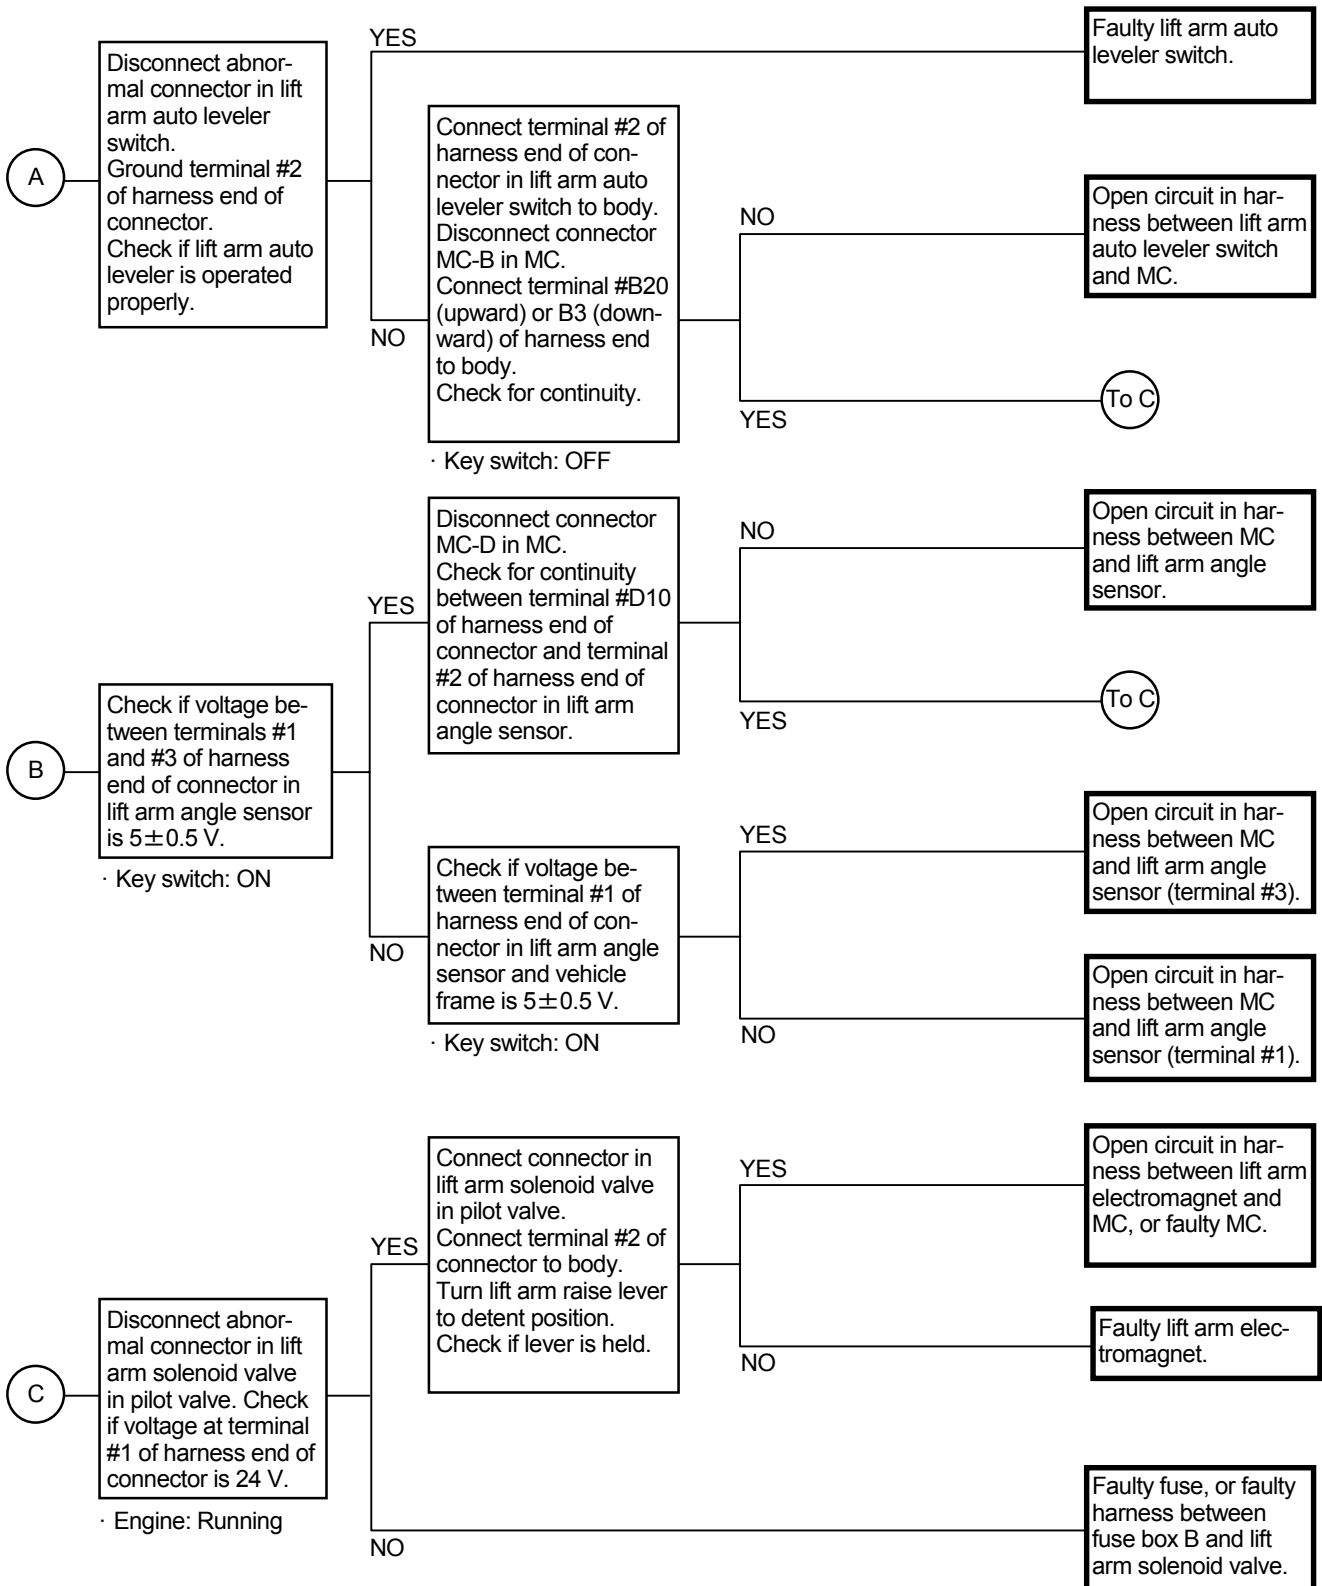 YES
Faulty lift arm auto
leveler switch.
Disconnect abnor-
mal connector in lift
arm auto leveler
switch.
Ground terminal #2
of harness end of
connector.
Check if lift arm auto
leveler is operated
properly.
A
Connect terminal #2 of
harness end of con-
nector in lift arm auto
leveler switch to body.
Disconnect connector
MC-B in MC.
Connect terminal #B20
(upward) or B3 (down-
ward) of harness end
to body.
Check for continuity.
NO
· Key switch: OFF
NO
Open circuit in har-
ness between lift arm
auto leveler switch
and MC.
YES
To C
B
Check if voltage be-
tween terminals #1
and #3 of harness
end of connector in
lift arm angle sensor
is 5±0.5 V.
· Key switch: ON
YES
Disconnect connector
MC-D in MC.
Check for continuity
between terminal #D10
of harness end of
connector and terminal
#2 of harness end of
connector in lift arm
angle sensor.
NO
Open circuit in har-
ness between MC
and lift arm angle
sensor.
YES
To C
NO
Check if voltage be-
tween terminal #1 of
harness end of con-
nector in lift arm angle
sensor and vehicle
frame is 5±0.5 V.
· Key switch: ON
YES
Open circuit in har-
ness between MC
and lift arm angle
sensor (terminal #3).
NO
Open circuit in har-
ness between MC
and lift arm angle
sensor (terminal #1).
C
Disconnect abnor-
mal connector in lift
arm solenoid valve
in pilot valve. Check
if voltage at terminal
#1 of harness end of
connector is 24 V.
· Engine: Running
YES
Connect connector in
lift arm solenoid valve
in pilot valve.
Connect terminal #2 of
connector to body.
Turn lift arm raise lever
to detent position.
Check if lever is held.
YES
Open circuit in har-
ness between lift arm
electromagnet and
MC, or faulty MC.
NO
Faulty lift arm elec-
tromagnet.
NO
Faulty fuse, or faulty
harness between
fuse box B and lift
arm solenoid valve.